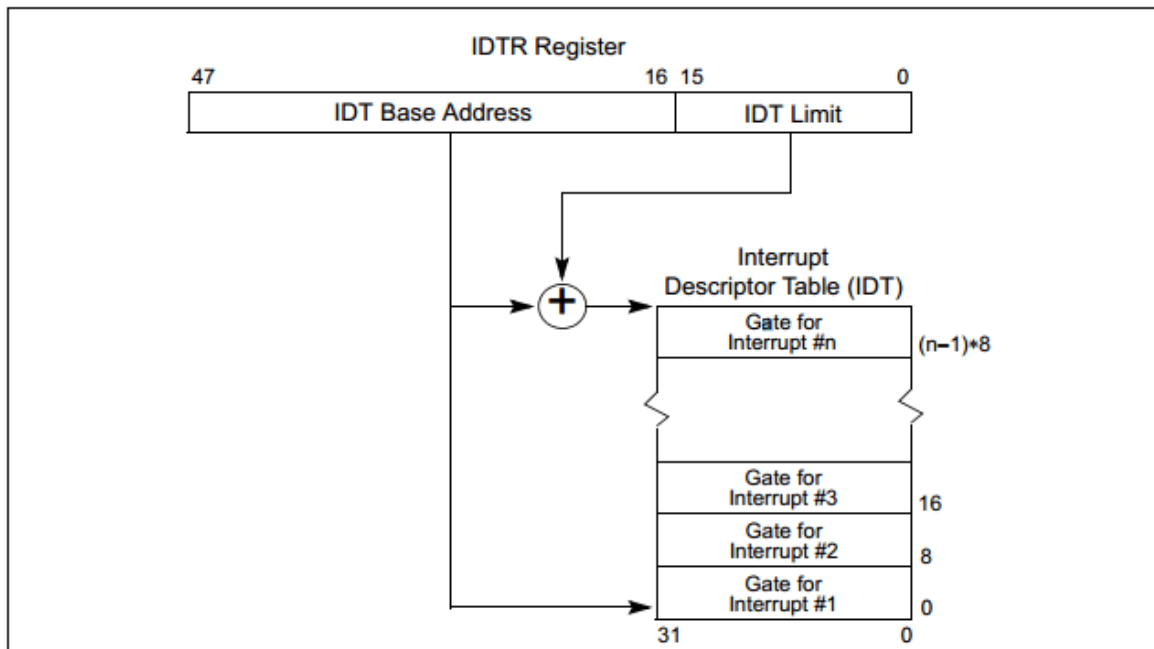 IDTR Register
47 16 15 0
IDT Base Address IDT Limit
+
Interrupt
Descriptor Table (IDT)
Gate for
Interrupt #n
(n−1)∗8
Gate for
Interrupt #3
16
Gate for
Interrupt #2
8
Gate for
Interrupt #1
0
31 0